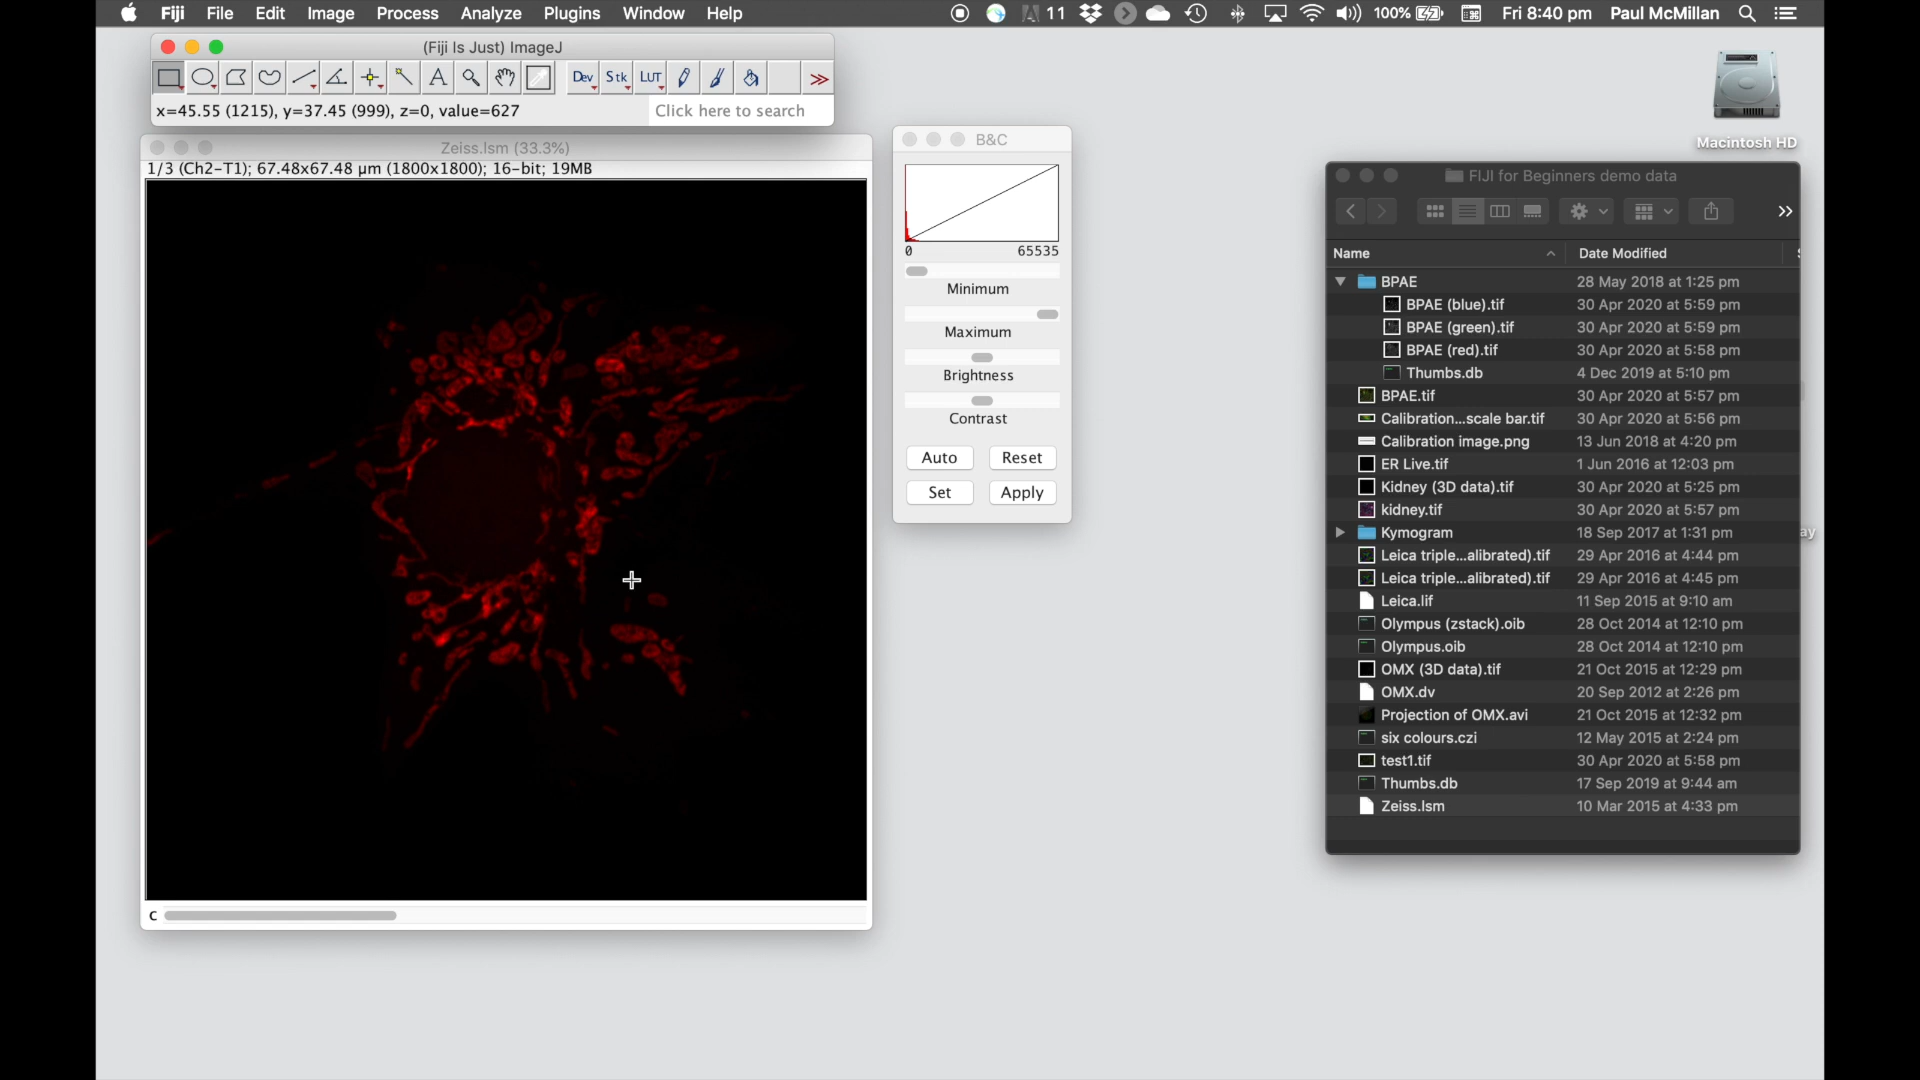 Fiji File Edit Image Process Analyze Plugins Window Help 11 100% Fri 8:40 pm Paul McMillan
(Fiji Is Just) ImageJ
Dev Stk LUT
x=45.55 (1215), y=37.45 (999), z=0, value=627 Click here to search
Zeiss.lsm (33.3%)
1/3 (Ch2-T1); 67.48x67.48 µm (1800x1800); 16-bit; 19MB
C
B&C
0 65535
Minimum
Maximum
Brightness
Contrast
Auto Reset
Set Apply
Macintosh HD
FIJI for Beginners demo data
Name Date Modified
BPAE 28 May 2018 at 1:25 pm
BPAE (blue).tif 30 Apr 2020 at 5:59 pm
BPAE (green).tif 30 Apr 2020 at 5:59 pm
BPAE (red).tif 30 Apr 2020 at 5:58 pm
Thumbs.db 4 Dec 2019 at 5:10 pm
BPAE.tif 30 Apr 2020 at 5:57 pm
Calibration...scale bar.tif 30 Apr 2020 at 5:56 pm
Calibration image.png 13 Jun 2018 at 4:20 pm
ER Live.tif 1 Jun 2016 at 12:03 pm
Kidney (3D data).tif 30 Apr 2020 at 5:25 pm
kidney.tif 30 Apr 2020 at 5:57 pm
Kymogram 18 Sep 2017 at 1:31 pm
ay
Leica triple...alibrated).tif 29 Apr 2016 at 4:44 pm
Leica triple...alibrated).tif 29 Apr 2016 at 4:45 pm
Leica.lif 11 Sep 2015 at 9:10 am
Olympus (zstack).oib 28 Oct 2014 at 12:10 pm
Olympus.oib 28 Oct 2014 at 12:10 pm
OMX (3D data).tif 21 Oct 2015 at 12:29 pm
OMX.dv 20 Sep 2012 at 2:26 pm
Projection of OMX.avi 21 Oct 2015 at 12:32 pm
six colours.czi 12 May 2015 at 2:24 pm
test1.tif 30 Apr 2020 at 5:58 pm
Thumbs.db 17 Sep 2019 at 9:44 am
Zeiss.lsm 10 Mar 2015 at 4:33 pm